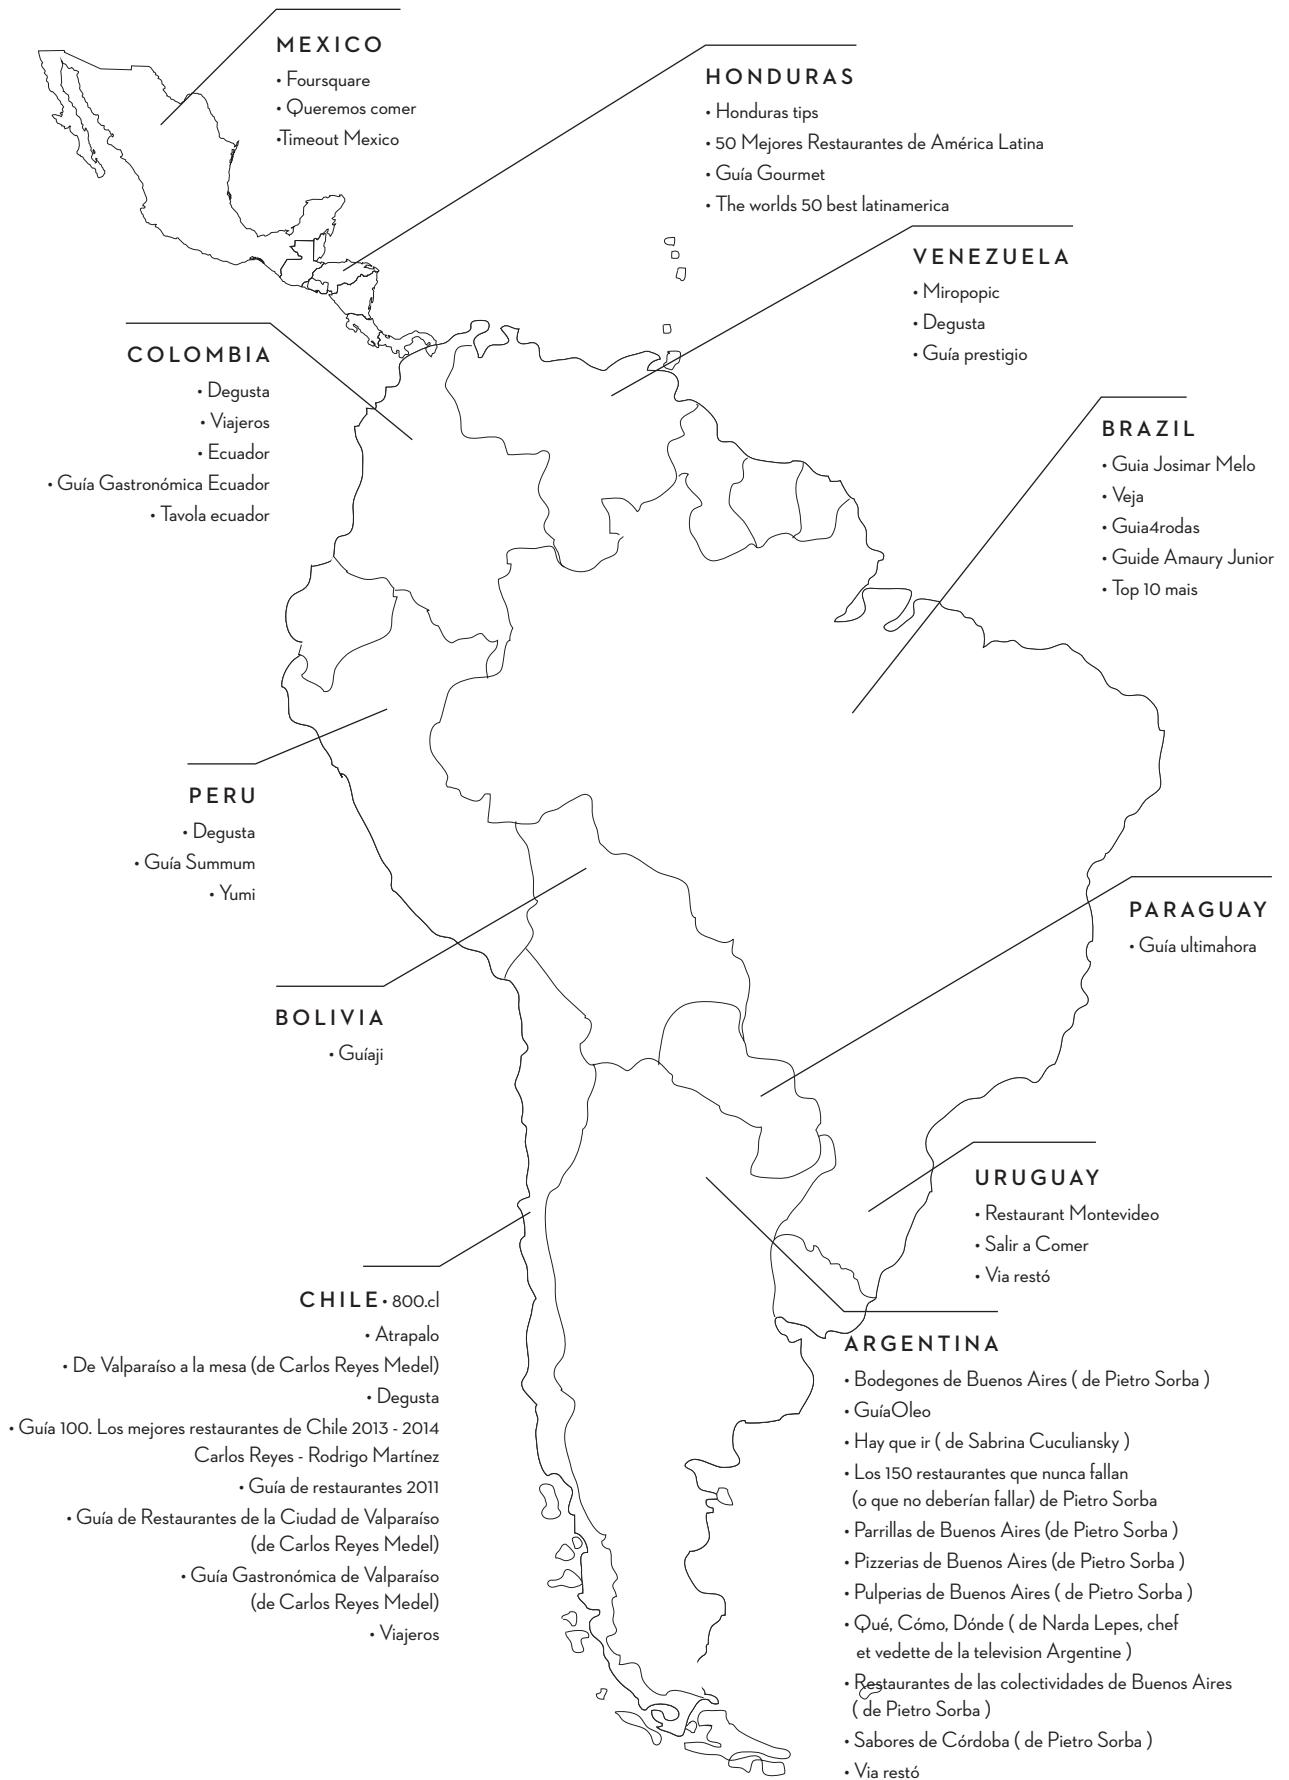 MEXICO
• Foursquare
• Queremos comer
•Timeout Mexico
HONDURAS
• Honduras tips
• 50 Mejores Restaurantes de América Latina
• Guía Gourmet
• The worlds 50 best latinamerica
VENEZUELA
• Miropopic
• Degusta
• Guía prestigio
COLOMBIA
• Degusta
• Viajeros
• Ecuador
• Guía Gastronómica Ecuador
• Tavola ecuador
BRAZIL
• Guia Josimar Melo
• Veja
• Guia4rodas
• Guide Amaury Junior
• Top 10 mais
PERU
• Degusta
• Guía Summum
• Yumi
PARAGUAY
• Guía ultimahora
BOLIVIA
• Guíaji
URUGUAY
• Restaurant Montevideo
• Salir a Comer
• Via restó
CHILE • 800.cl
• Atrapalo
• De Valparaíso a la mesa (de Carlos Reyes Medel)
• Degusta
• Guía 100. Los mejores restaurantes de Chile 2013 - 2014
Carlos Reyes - Rodrigo Martínez
• Guía de restaurantes 2011
• Guía de Restaurantes de la Ciudad de Valparaíso
(de Carlos Reyes Medel)
• Guía Gastronómica de Valparaíso
(de Carlos Reyes Medel)
• Viajeros
ARGENTINA
• Bodegones de Buenos Aires ( de Pietro Sorba )
• GuíaOleo
• Hay que ir ( de Sabrina Cuculiansky )
• Los 150 restaurantes que nunca fallan
(o que no deberían fallar) de Pietro Sorba
• Parrillas de Buenos Aires (de Pietro Sorba )
• Pizzerias de Buenos Aires (de Pietro Sorba )
• Pulperias de Buenos Aires ( de Pietro Sorba )
• Qué, Cómo, Dónde ( de Narda Lepes, chef
et vedette de la television Argentine )
• Restaurantes de las colectividades de Buenos Aires
( de Pietro Sorba )
• Sabores de Córdoba ( de Pietro Sorba )
• Via restó